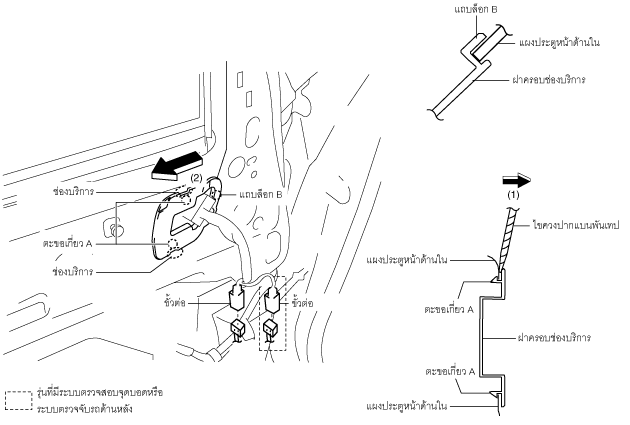 แถบล็อก B
แผงประตูหน้าด้านใน
ฝาครอบช่องบริการ
(2)
ช่องบริการ
แถบล็อก B
ตะขอเกี่ยว A
ช่องบริการ
ขั้วต่อ
ขั้วต่อ
(1)
ไขควงปากแบนพันเทป
แผงประตูหน้าด้านใน
ตะขอเกี่ยว A
ฝาครอบช่องบริการ
ตะขอเกี่ยว A
แผงประตูหน้าด้านใน
รุ่นที่มีระบบตรวจสอบจุดบอดหรือ
ระบบตรวจจับรถด้านหลัง